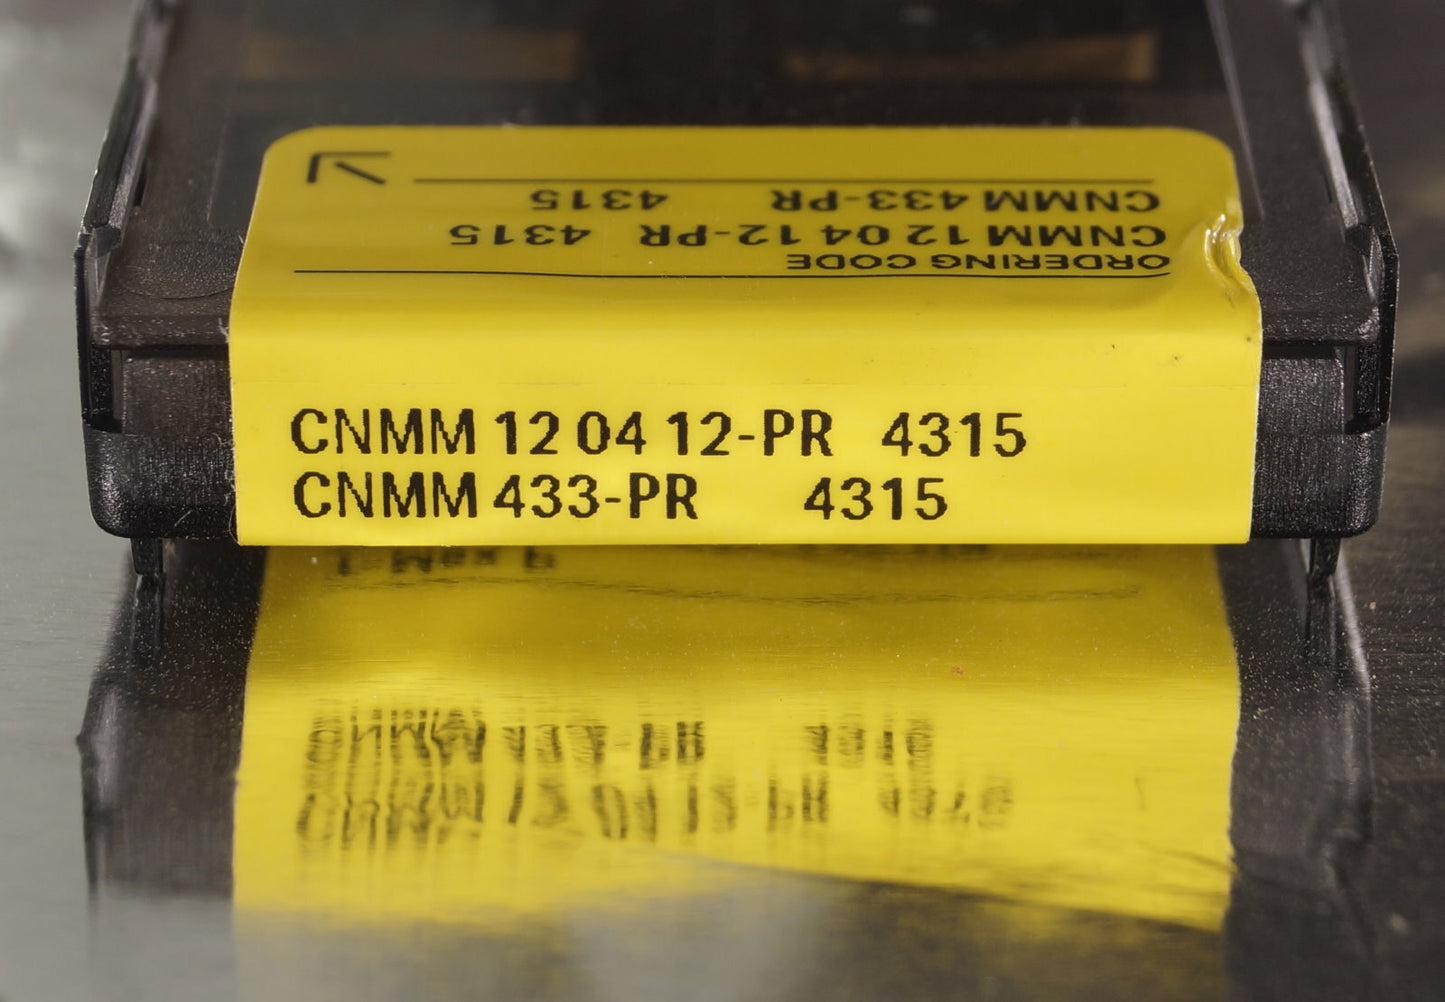 CNMM 433-PR 4315
CNMM 12 04 12-PR 4315
ORDERING CODE
CNMM 12 04 12-PR 4315
CNMM 433-PR 4315